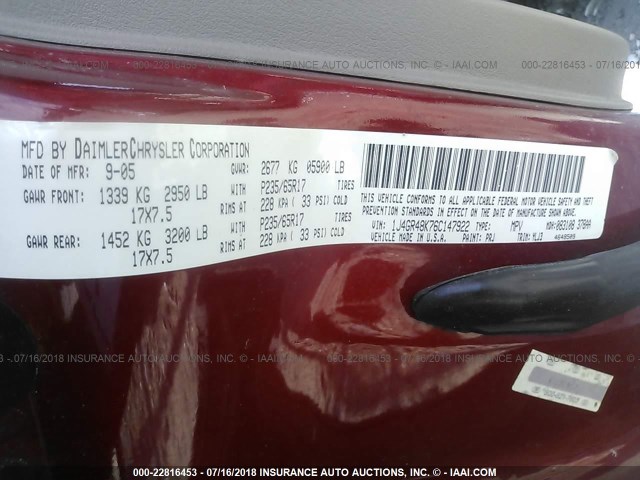 000-22816453 - 07/16/2018 INSURANCE AUTO AUCTIONS, INC. - © - IAAI.COM
MFD BY DAIMLERCHRYSLER CORPORATION
DATE OF MFR: 9-05 GVWR: 2677 KG 05900 LB
GAWR FRONT: 1339 KG 2950 LB WITH P235/65R17 TIRES
17X7.5 RIMS AT 228 KPA ( 33 PSI) COLD
GAWR REAR: 1452 KG 3200 LB WITH P235/65R17 TIRES
17X7.5 RIMS AT 228 KPA ( 33 PSI) COLD
THIS VEHICLE CONFORMS TO ALL APPLICABLE FEDERAL MOTOR VEHICLE SAFETY AND THEFT
PREVENTION STANDARDS IN EFFECT ON THE DATE OF MANUFACTURE SHOWN ABOVE.
VIN: 1J4GR48K76C147922 TYPE: MPV MDH: 093108
VEHICLE MADE IN U.S.A. PAINT: PRJ TRIM:
000-22816453 - 07/16/2018 INSURANCE AUTO AUCTIONS, INC. - © - IAAI.COM
000-22816453 - 07/16/2018 INSURANCE AUTO AUCTIONS, INC. - © - IAAI.COM